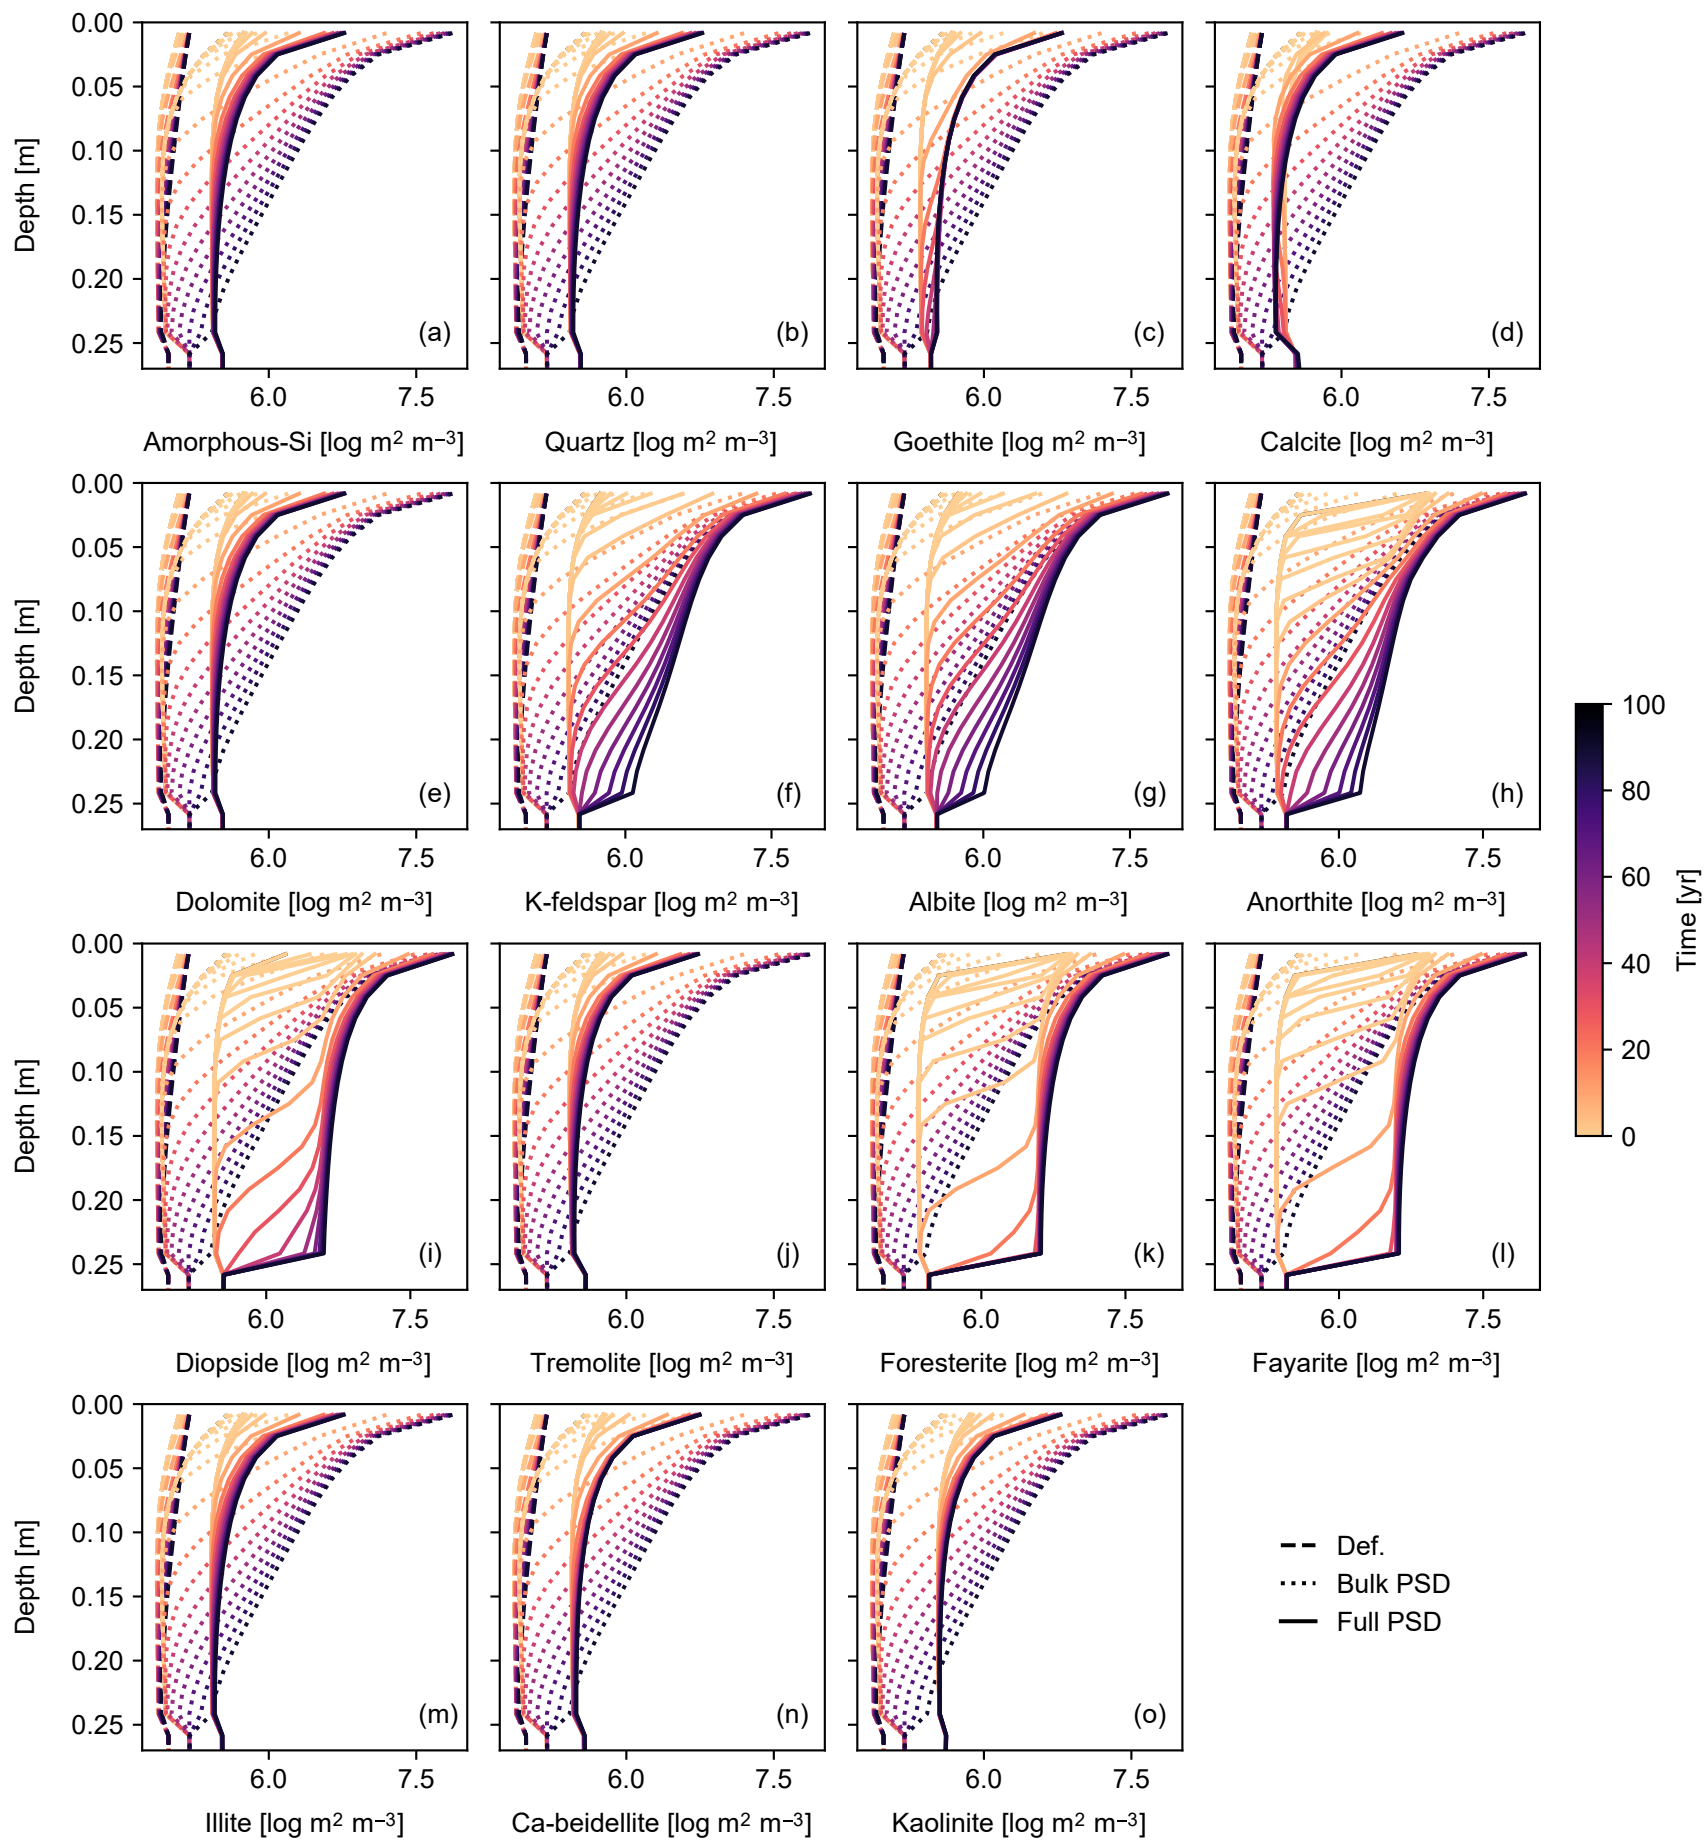 0.00
0.05
0.10
0.15
0.20
0.25
Depth [m]
(a)
(b)
(c)
(d)
6.0 7.5 6.0 7.5 6.0 7.5 6.0 7.5
Amorphous-Si [log m² m⁻³]
Quartz [log m² m⁻³]
Goethite [log m² m⁻³]
Calcite [log m² m⁻³]
0.00
0.05
0.10
0.15
0.20
0.25
Depth [m]
(e)
(f)
(g)
(h)
6.0 7.5 6.0 7.5 6.0 7.5 6.0 7.5
Dolomite [log m² m⁻³]
K-feldspar [log m² m⁻³]
Albite [log m² m⁻³]
Anorthite [log m² m⁻³]
100
80
60
40
20
0
Time [yr]
0.00
0.05
0.10
0.15
0.20
0.25
Depth [m]
(i)
(j)
(k)
(l)
6.0 7.5 6.0 7.5 6.0 7.5 6.0 7.5
Diopside [log m² m⁻³]
Tremolite [log m² m⁻³]
Foresterite [log m² m⁻³]
Fayarite [log m² m⁻³]
0.00
0.05
0.10
0.15
0.20
0.25
Depth [m]
(m)
(n)
(o)
6.0 7.5 6.0 7.5 6.0 7.5
Illite [log m² m⁻³]
Ca-beidellite [log m² m⁻³]
Kaolinite [log m² m⁻³]
Def.
Bulk PSD
Full PSD